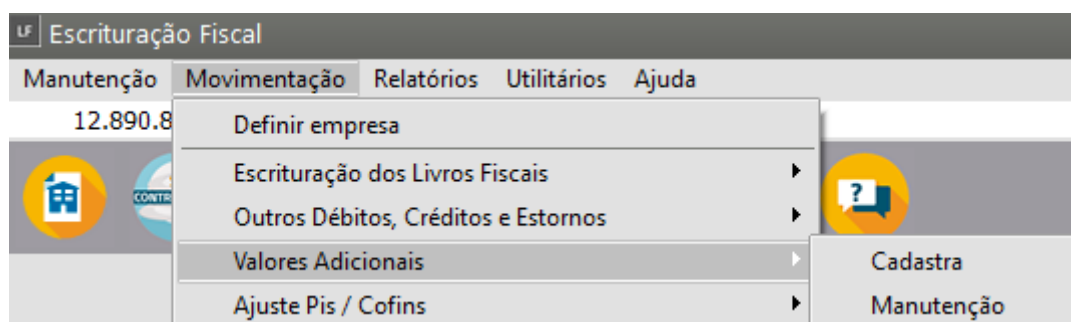 LF Escrituração Fiscal
Manutenção Movimentação Relatórios Utilitários Ajuda
12.890.8
Definir empresa
Escrituração dos Livros Fiscais
Outros Débitos, Créditos e Estornos
Valores Adicionais
Cadastra
Ajuste Pis / Cofins
Manutenção
?